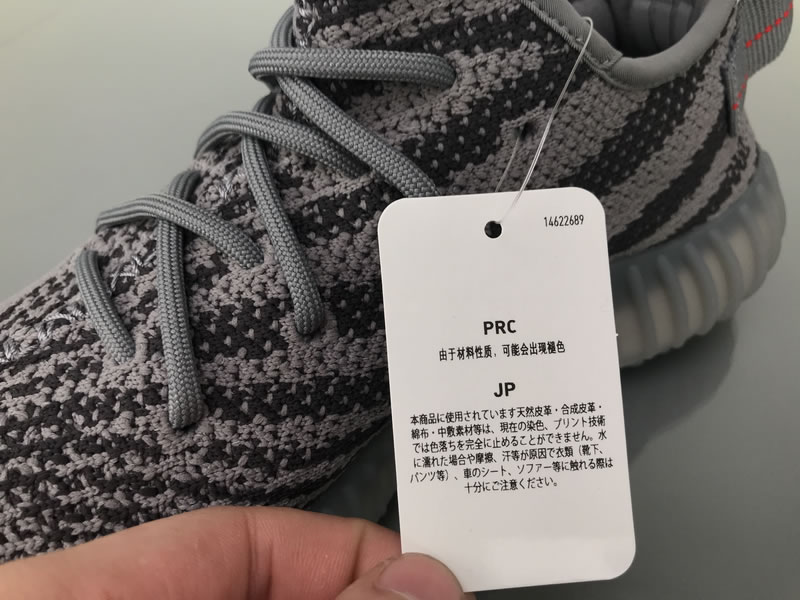 14622689
PRC
由于材料性质，可能会出现褪色
JP
本商品に使用されています天然皮革・合成皮革・
綿布・中敷素材等は、現在の染色、プリント技術
では色落ちを完全に止めることができません。水
に濡れた場合や摩擦、汗等が原因で衣類（靴下、
パンツ等）、車のシート、ソファー等に触れる際は
十分にご注意ください。